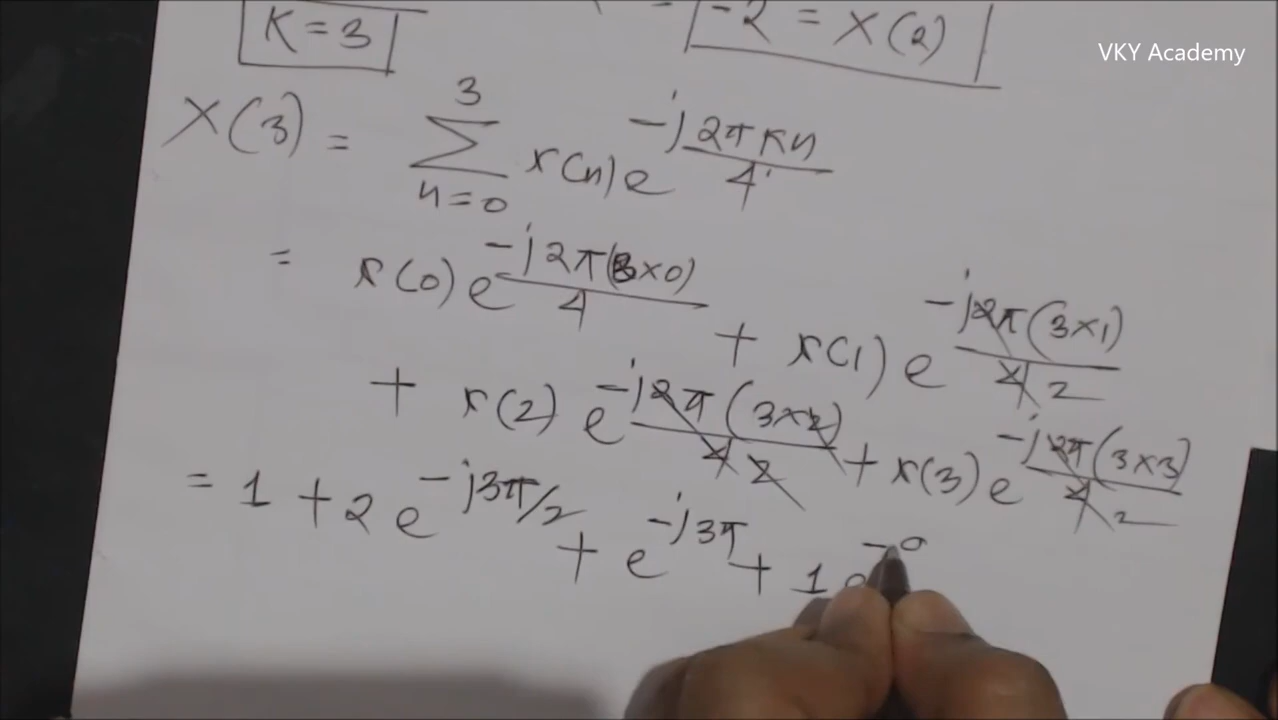 K = 3
-2 = X(2)
VKY Academy
X(3) = 3 Σ n=0 x(n) e -j2πKn/4
= x(0) e -j2π(3×0)/4 + x(1) e -j2π(3×1)/4 2
+ x(2) e -j2π(3×2)/4 2 + x(3) e -j2π(3×3)/4 2
= 1 + 2 e -j3π/2 + e -j3π + 1 e -